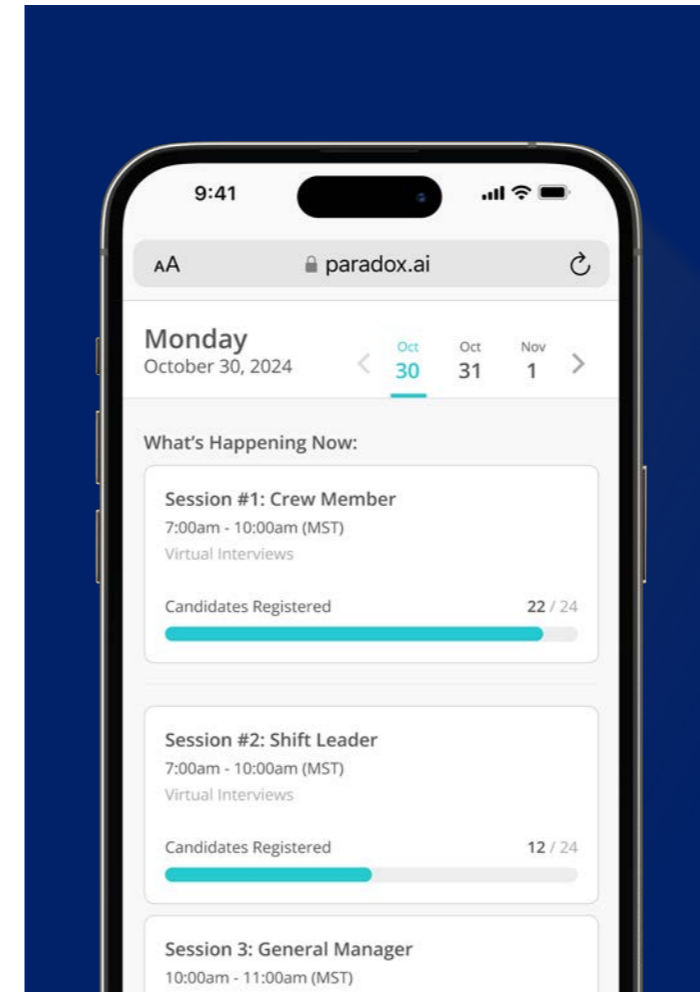 9:41
AA paradox.ai
Monday
October 30, 2024
Oct Oct Nov
30 31 1
What's Happening Now:
Session #1: Crew Member
7:00am - 10:00am (MST)
Virtual Interviews
Candidates Registered 22 / 24
Session #2: Shift Leader
7:00am - 10:00am (MST)
Virtual Interviews
Candidates Registered 12 / 24
Session 3: General Manager
10:00am - 11:00am (MST)